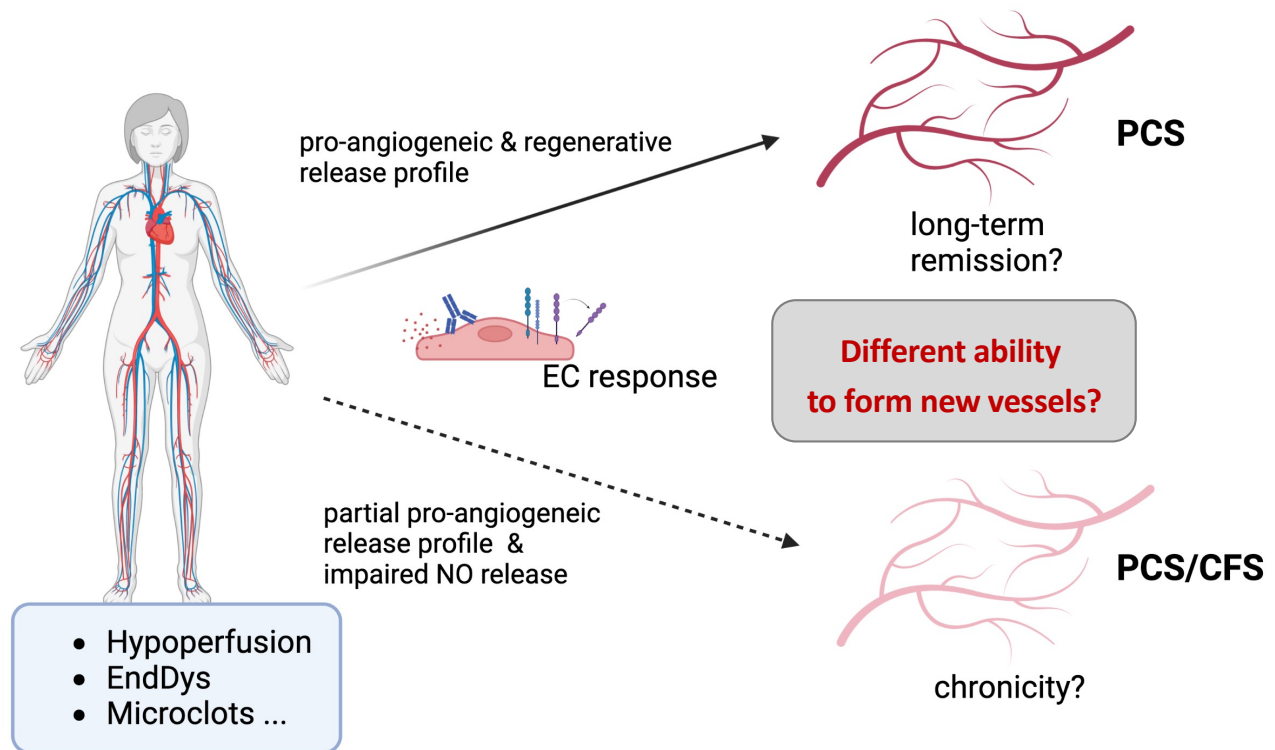 pro-angiogeneic & regenerative
release profile
PCS
long-term
remission?
EC response
Different ability
to form new vessels?
partial pro-angiogeneic
release profile &
impaired NO release
PCS/CFS
chronicity?
• Hypoperfusion
• EndDys
• Microclots ...